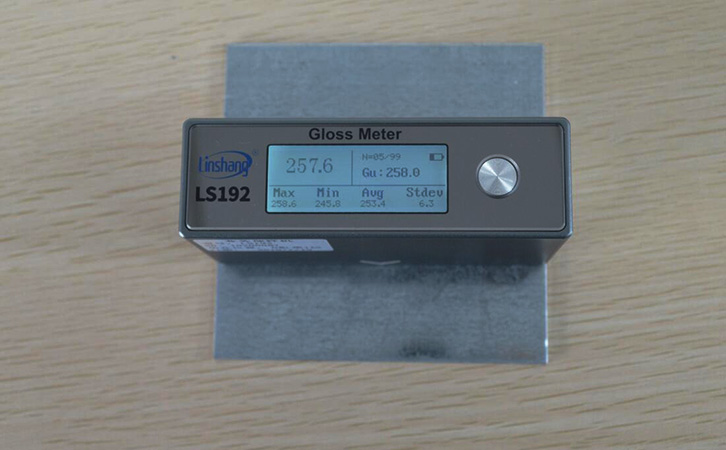 Gloss Meter
Linshang®
LS192
257.6
N=05/99
Gu:258.0
Max Min Avg Stdev
258.6 245.8 253.4 6.3